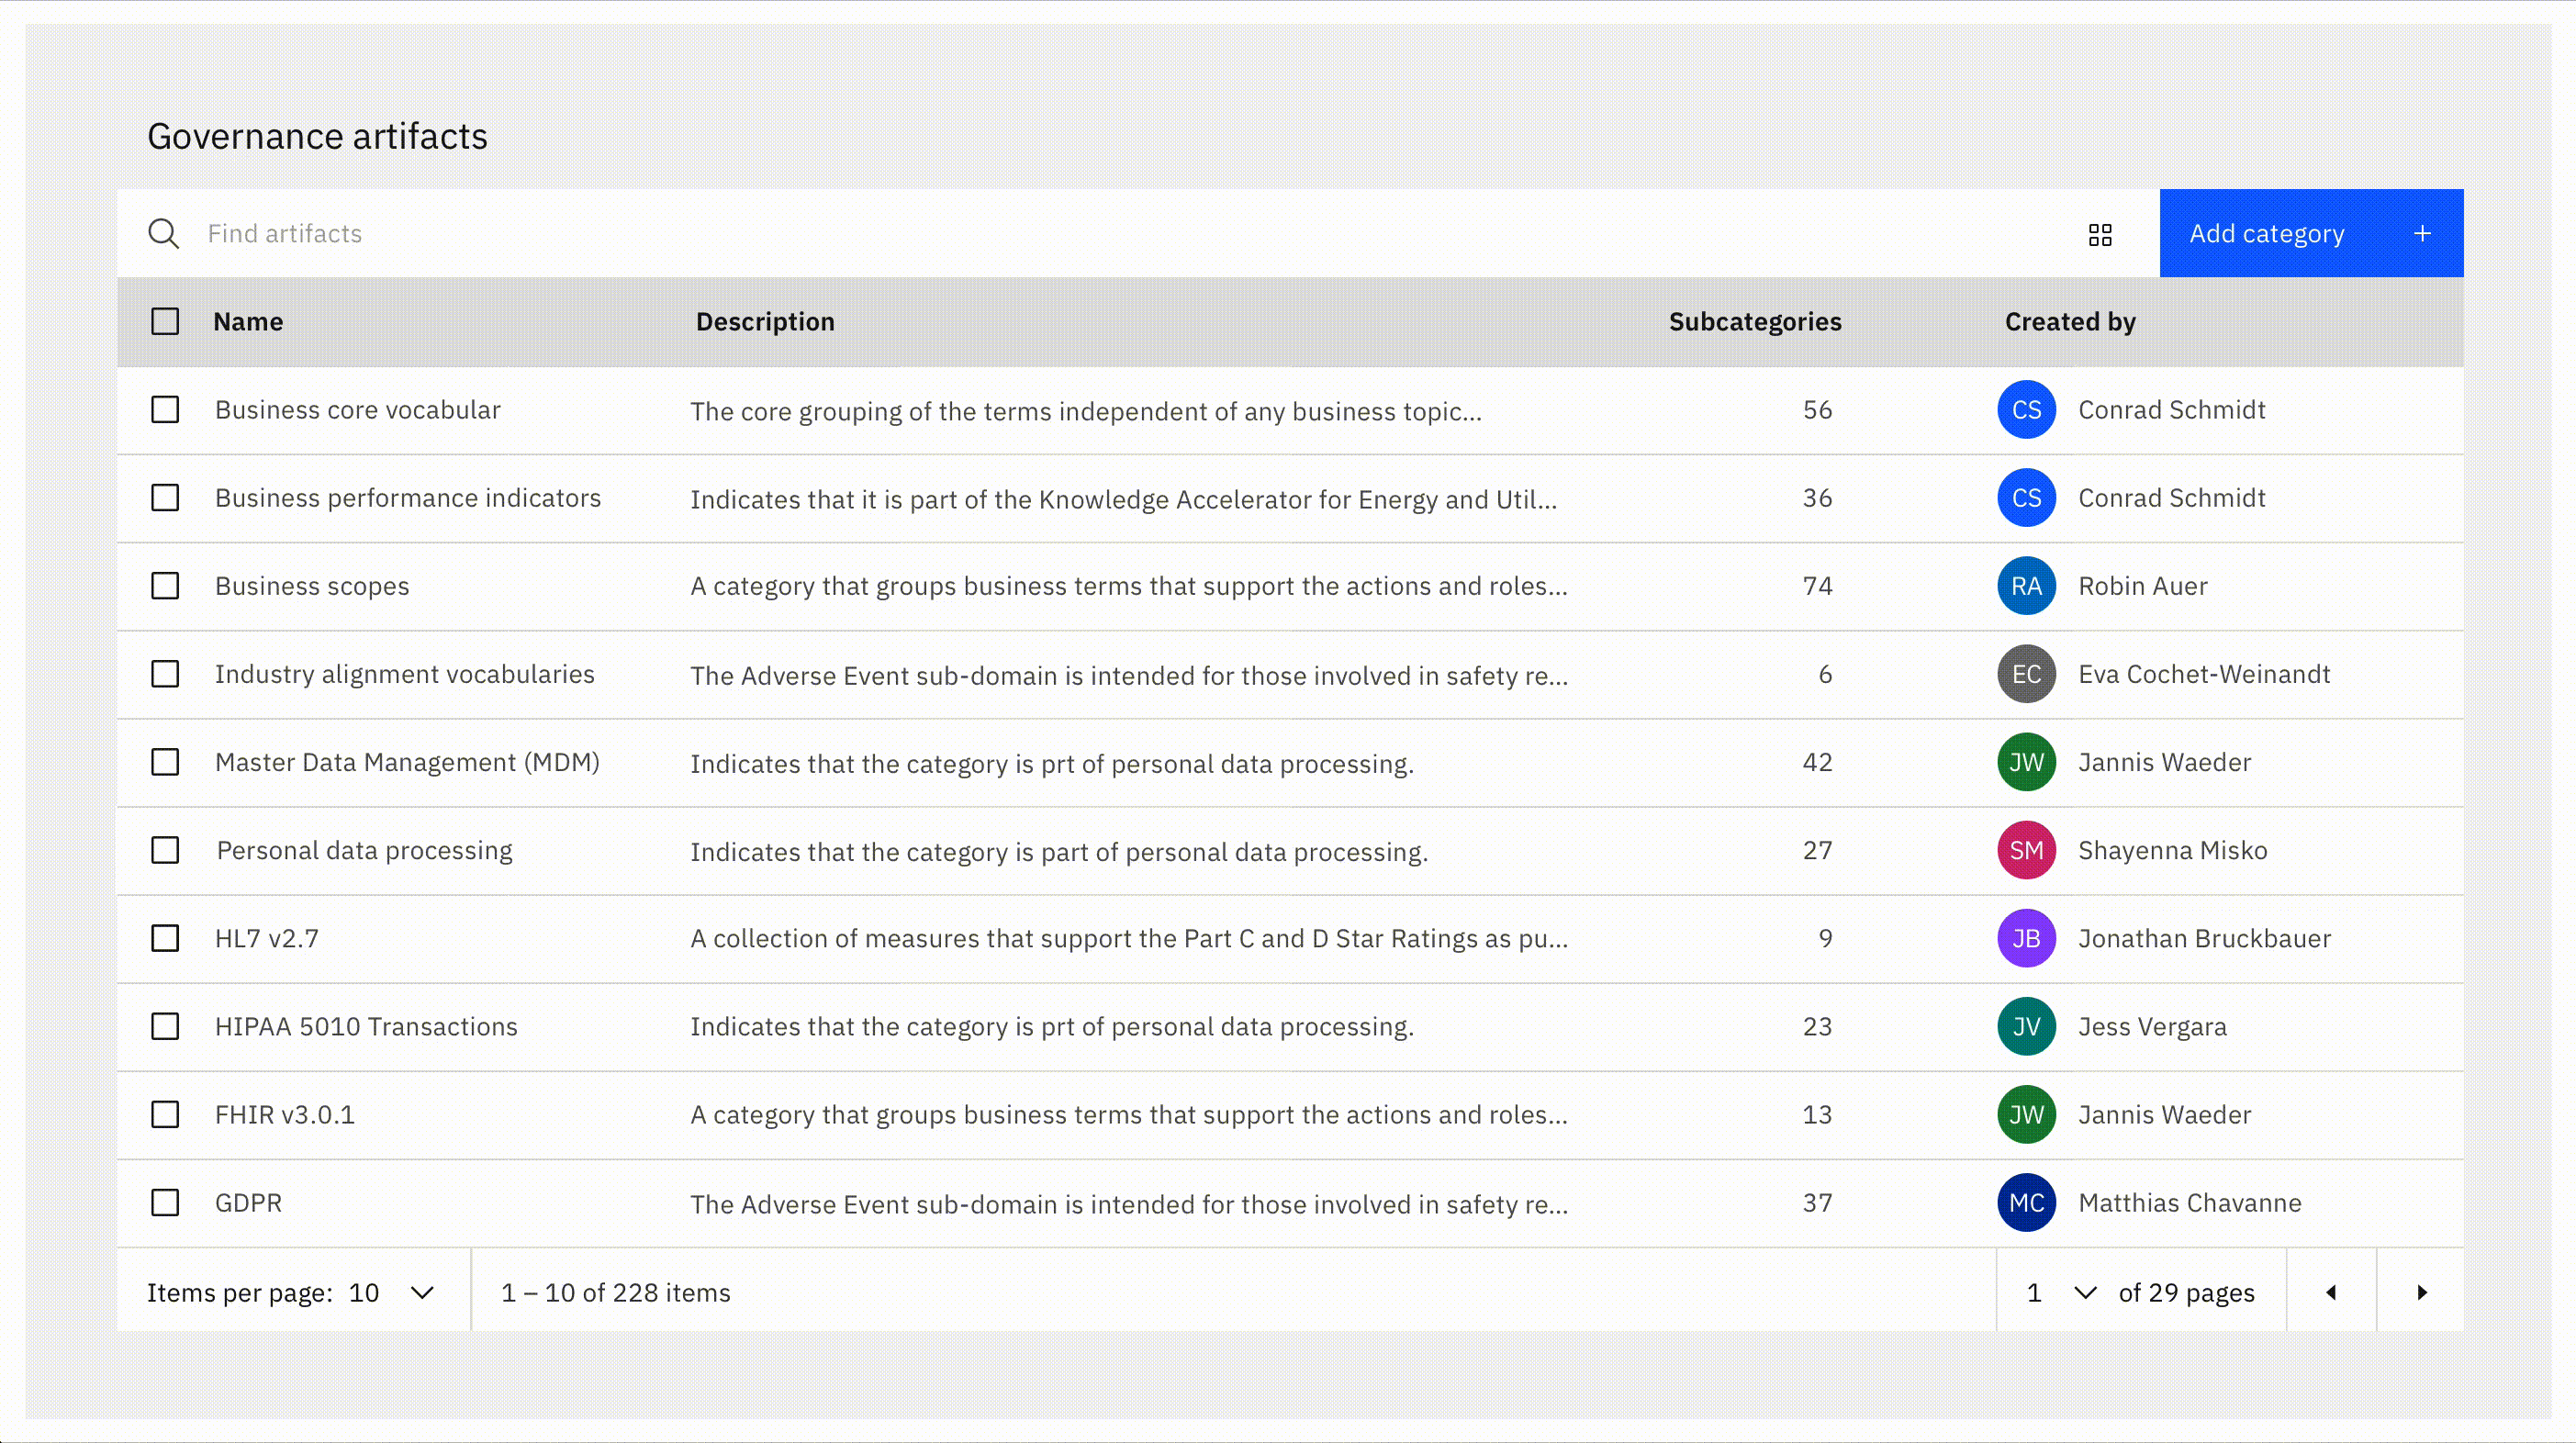 Governance artifacts
Find artifacts
Add category +
Name Description Subcategories Created by
Business core vocabular The core grouping of the terms independent of any business topic... 56 CS Conrad Schmidt
Business performance indicators Indicates that it is part of the Knowledge Accelerator for Energy and Util... 36 CS Conrad Schmidt
Business scopes A category that groups business terms that support the actions and roles... 74 RA Robin Auer
Industry alignment vocabularies The Adverse Event sub-domain is intended for those involved in safety re... 6 EC Eva Cochet-Weinandt
Master Data Management (MDM) Indicates that the category is prt of personal data processing. 42 JW Jannis Waeder
Personal data processing Indicates that the category is part of personal data processing. 27 SM Shayenna Misko
HL7 v2.7 A collection of measures that support the Part C and D Star Ratings as pu... 9 JB Jonathan Bruckbauer
HIPAA 5010 Transactions Indicates that the category is prt of personal data processing. 23 JV Jess Vergara
FHIR v3.0.1 A category that groups business terms that support the actions and roles... 13 JW Jannis Waeder
GDPR The Adverse Event sub-domain is intended for those involved in safety re... 37 MC Matthias Chavanne
Items per page: 10 1 – 10 of 228 items 1 of 29 pages